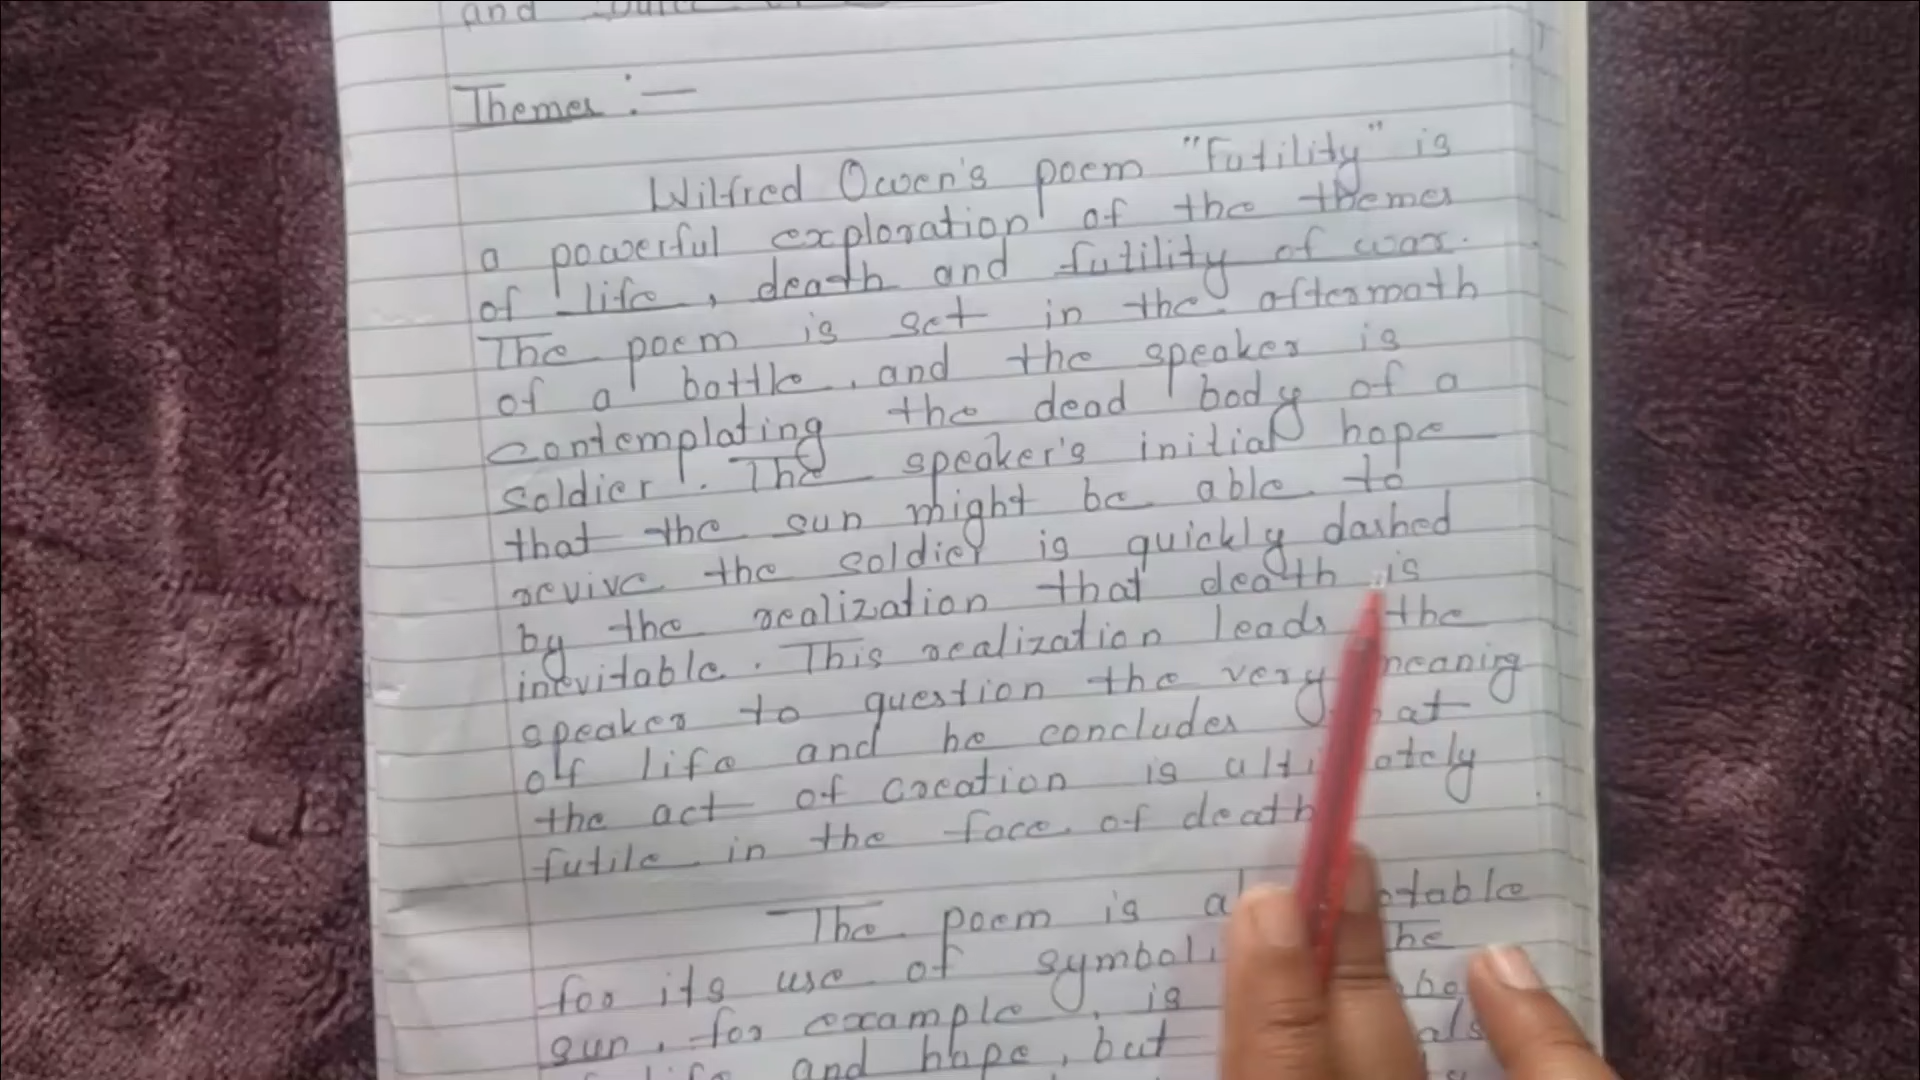 and
Themes :—
Wilfred Owen's poem "Futility" is
a powerful exploration of the themes
of life, death and futility of war.
The poem is set in the aftermath
of a battle, and the speaker is
contemplating the dead body of a
soldier. The speaker's initial hope
that the sun might be able to
revive the soldier is quickly dashed
by the realization that death is
inevitable. This realization leads the
speaker to question the very meaning
of life and he concludes
the act of creation is
futile in the face of death
The poem is
for its use of
sun, for example, is
and hope, but